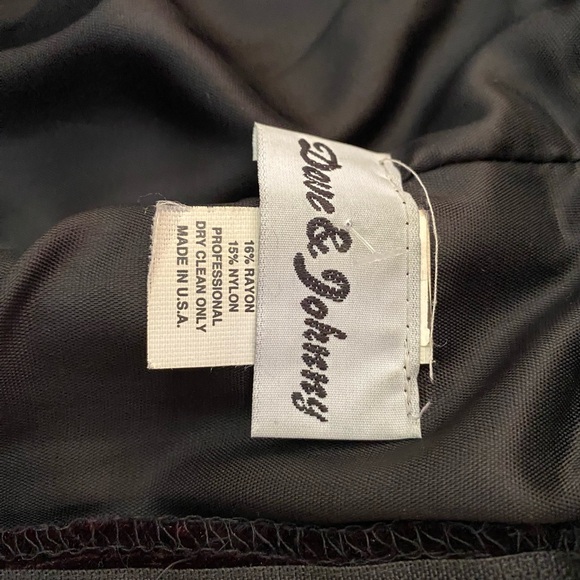 Dave & Johnny
16% RAYON
15% NYLON
PROFESSIONAL
DRY CLEAN ONLY
MADE IN U.S.A.